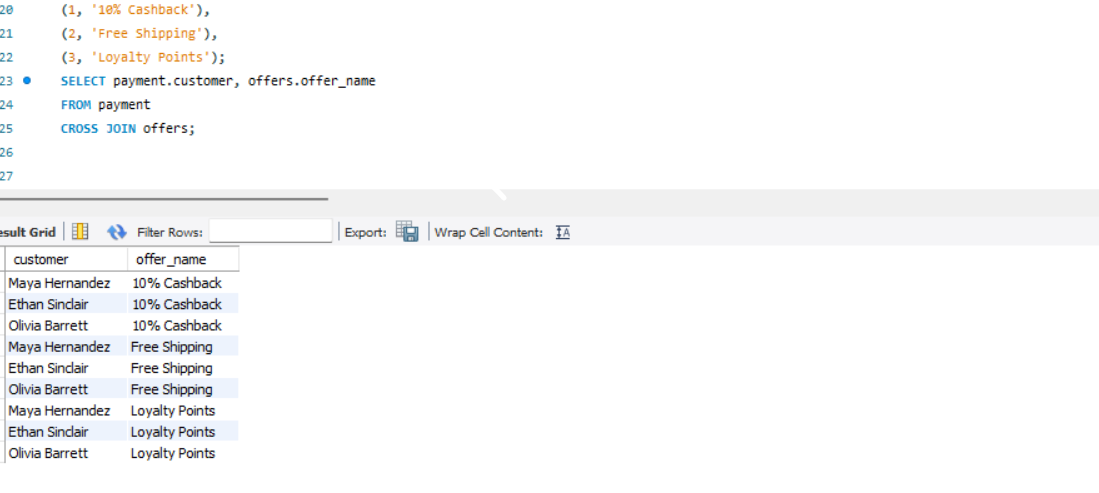 20 (1, '10% Cashback'),
21 (2, 'Free Shipping'),
22 (3, 'Loyalty Points');
23 SELECT payment.customer, offers.offer_name
24 FROM payment
25 CROSS JOIN offers;
26
27
esult Grid Filter Rows: Export: Wrap Cell Content: IA
customer offer_name
Maya Hernandez 10% Cashback
Ethan Sinclair 10% Cashback
Olivia Barrett 10% Cashback
Maya Hernandez Free Shipping
Ethan Sinclair Free Shipping
Olivia Barrett Free Shipping
Maya Hernandez Loyalty Points
Ethan Sinclair Loyalty Points
Olivia Barrett Loyalty Points